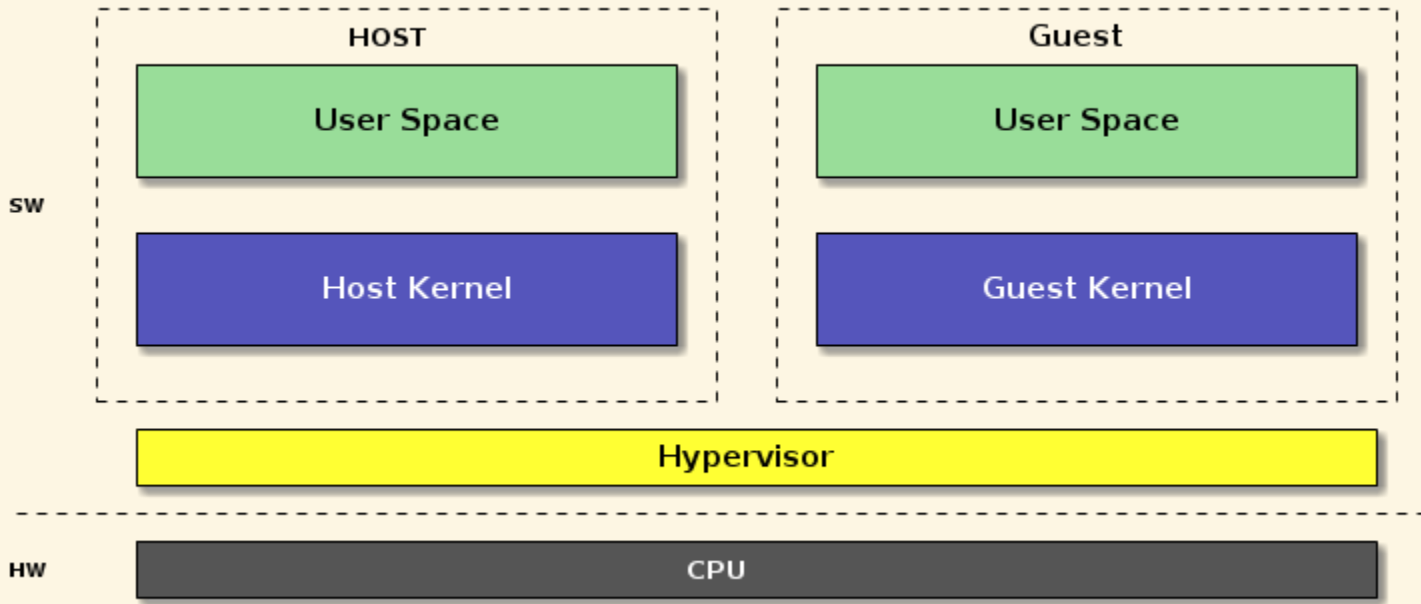 HOST
Guest
User Space
User Space
SW
Host Kernel
Guest Kernel
Hypervisor
HW
CPU